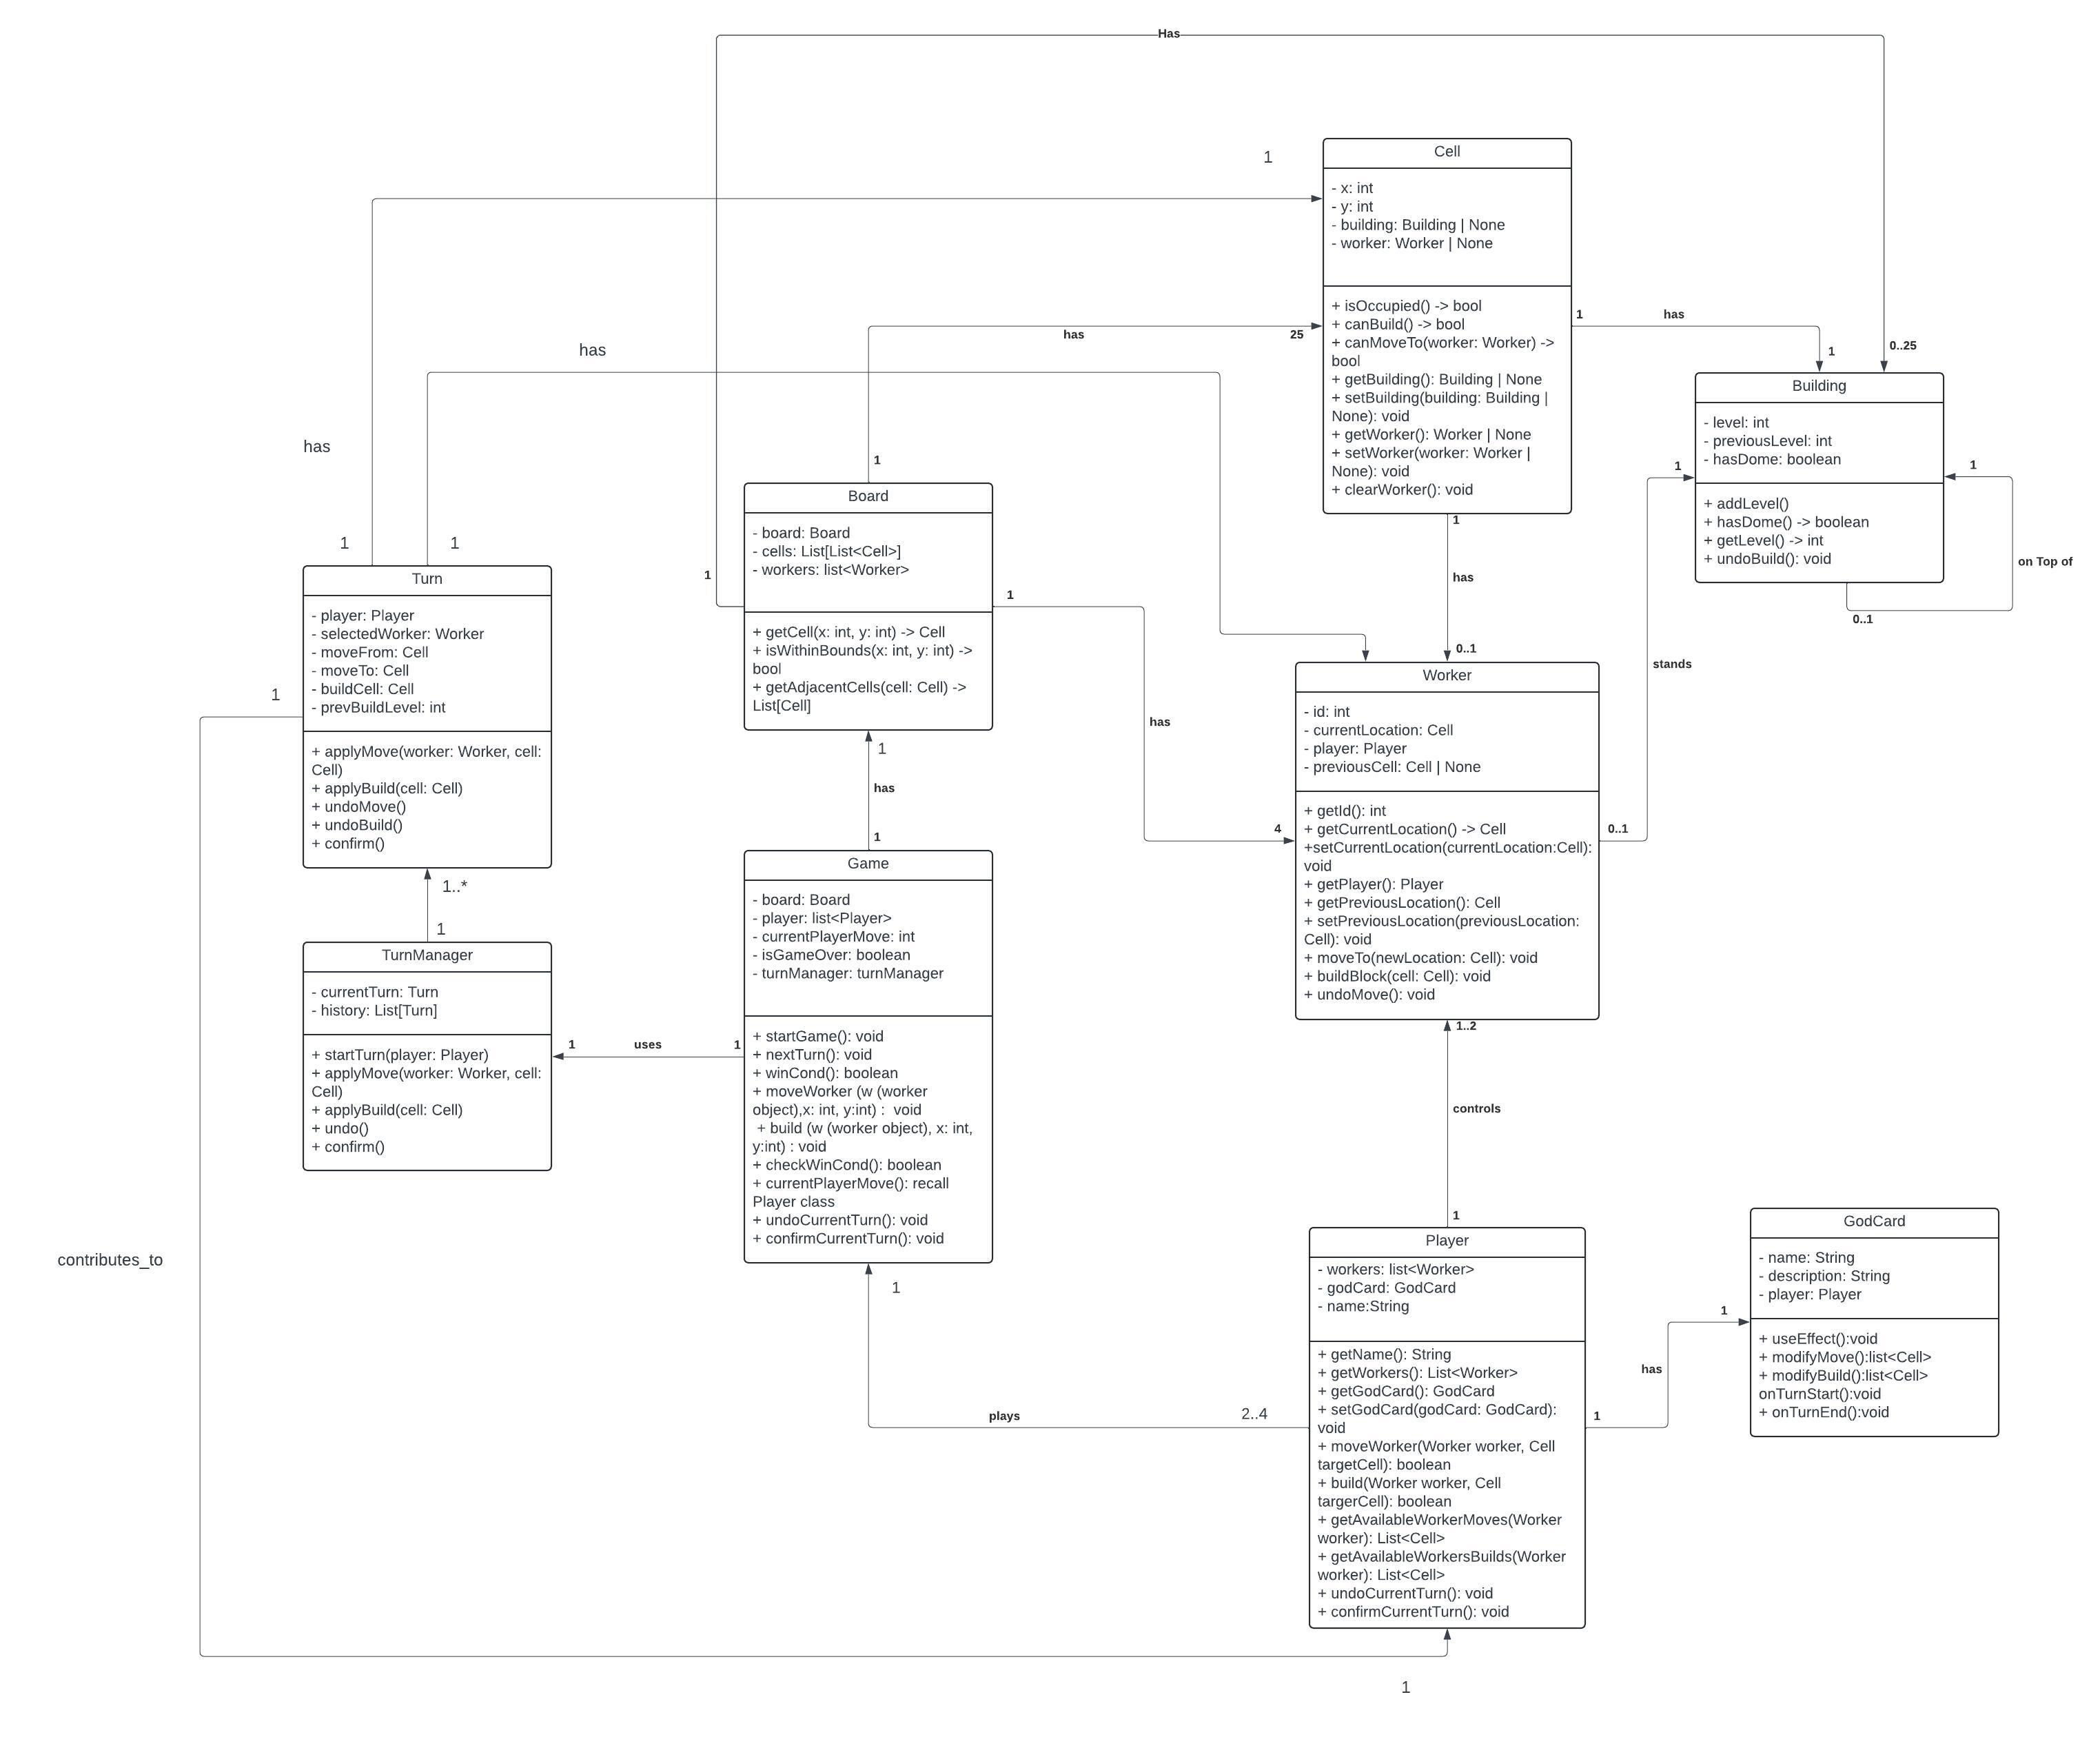 Has
1
Cell
- x: int
- y: int
- building: Building | None
- worker: Worker | None
+ isOccupied() -> bool
+ canBuild() -> bool
+ canMoveTo(worker: Worker) ->
bool
+ getBuilding(): Building | None
+ setBuilding(building: Building |
None): void
+ getWorker(): Worker | None
+ setWorker(worker: Worker |
None): void
+ clearWorker(): void
1
has
1
0..25
has
25
has
has
1
Building
- level: int
- previousLevel: int
- hasDome: boolean
+ addLevel()
+ hasDome() -> boolean
+ getLevel() -> int
+ undoBuild(): void
1
1
on Top of
0..1
stands
1
has
0..1
1
1
Turn
- player: Player
- selectedWorker: Worker
- moveFrom: Cell
- moveTo: Cell
- buildCell: Cell
- prevBuildLevel: int
+ applyMove(worker: Worker, cell:
Cell)
+ applyBuild(cell: Cell)
+ undoMove()
+ undoBuild()
+ confirm()
1
Board
- board: Board
- cells: List[List<Cell>]
- workers: list<Worker>
+ getCell(x: int, y: int) -> Cell
+ isWithinBounds(x: int, y: int) ->
bool
+ getAdjacentCells(cell: Cell) ->
List[Cell]
1
1
has
4
1
has
1
Worker
- id: int
- currentLocation: Cell
- player: Player
- previousCell: Cell | None
+ getId(): int
+ getCurrentLocation() -> Cell
+setCurrentLocation(currentLocation:Cell):
void
+ getPlayer(): Player
+ getPreviousLocation(): Cell
+ setPreviousLocation(previousLocation:
Cell): void
+ moveTo(newLocation: Cell): void
+ buildBlock(cell: Cell): void
+ undoMove(): void
0..1
1..2
controls
1
1..*
1
TurnManager
- currentTurn: Turn
- history: List[Turn]
+ startTurn(player: Player)
+ applyMove(worker: Worker, cell:
Cell)
+ applyBuild(cell: Cell)
+ undo()
+ confirm()
1
uses
1
Game
- board: Board
- player: list<Player>
- currentPlayerMove: int
- isGameOver: boolean
- turnManager: turnManager
+ startGame(): void
+ nextTurn(): void
+ winCond(): boolean
+ moveWorker (w (worker
object),x: int, y:int) :  void
+ build (w (worker object), x: int,
y:int) : void
+ checkWinCond(): boolean
+ currentPlayerMove(): recall
Player class
+ undoCurrentTurn(): void
+ confirmCurrentTurn(): void
1
plays
2..4
contributes_to
Player
- workers: list<Worker>
- godCard: GodCard
- name:String
+ getName(): String
+ getWorkers(): List<Worker>
+ getGodCard(): GodCard
+ setGodCard(godCard: GodCard):
void
+ moveWorker(Worker worker, Cell
targetCell): boolean
+ build(Worker worker, Cell
targerCell): boolean
+ getAvailableWorkerMoves(Worker
worker): List<Cell>
+ getAvailableWorkersBuilds(Worker
worker): List<Cell>
+ undoCurrentTurn(): void
+ confirmCurrentTurn(): void
1
has
1
GodCard
- name: String
- description: String
- player: Player
+ useEffect():void
+ modifyMove():list<Cell>
+ modifyBuild():list<Cell>
onTurnStart():void
+ onTurnEnd():void
1